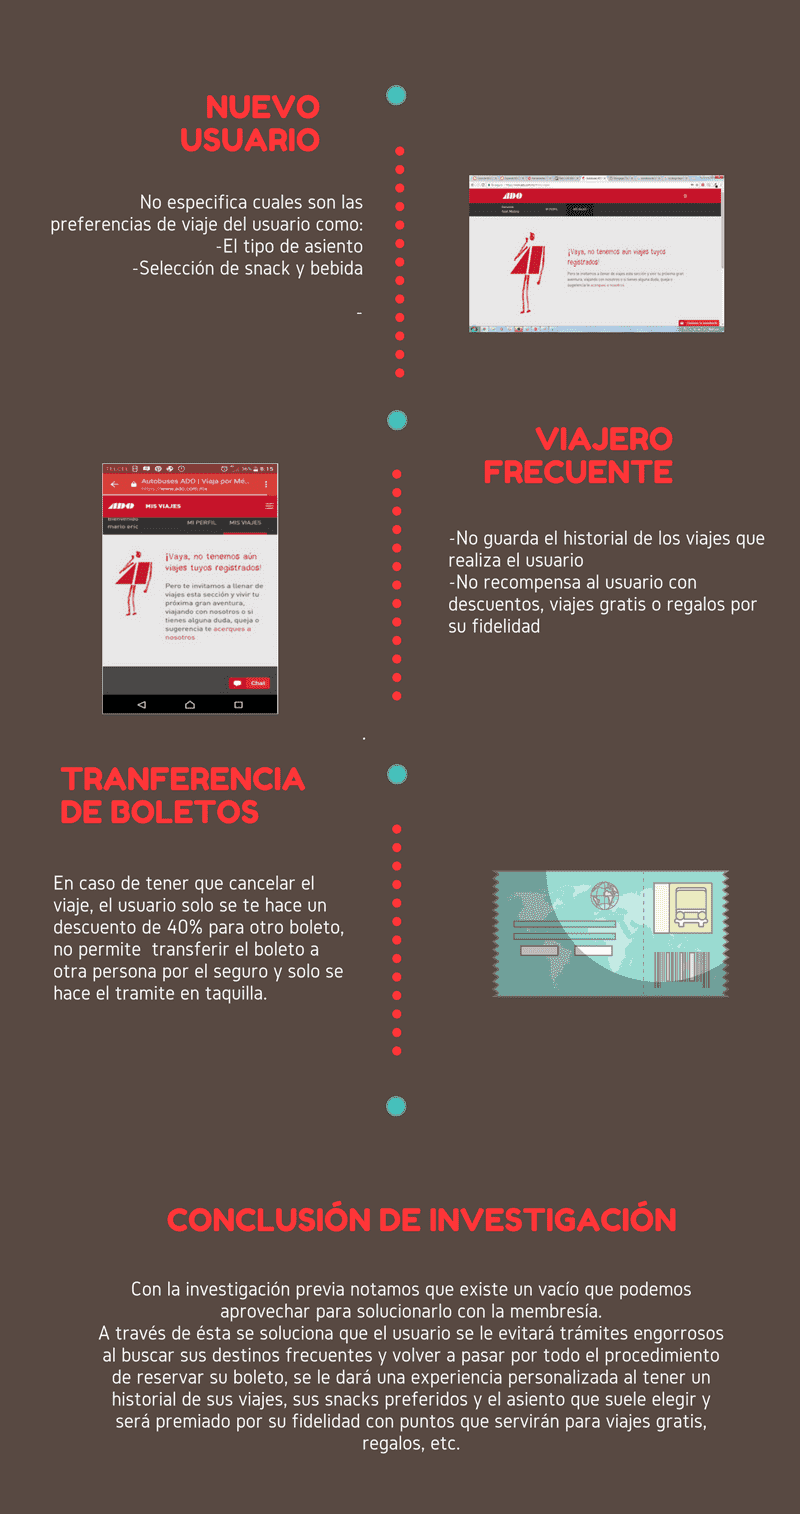 NUEVO
USUARIO
No especifica cuales son las
preferencias de viaje del usuario como:
-El tipo de asiento
-Selección de snack y bebida
-
ADO
MI PERFIL
¡Vaya, no tenemos aún viajes tuyos
registrados!
VIAJERO
FRECUENTE
-No guarda el historial de los viajes que
realiza el usuario
-No recompensa al usuario con
descuentos, viajes gratis o regalos por
su fidelidad
9:15
Autobuses ADO | Viaja por Mé...
https://www.ado.com.mx
ADO MIS VIAJES
Bienvenido
mario eric
MI PERFIL MIS VIAJES
¡Vaya, no tenemos aún
viajes tuyos registrados!
Pero te invitamos a llenar de
viajes esta sección y vivir tu
próxima gran aventura,
viajando con nosotros o si
tienes alguna duda, queja o
sugerencia te acerques a
nosotros
Chat
.
TRANFERENCIA
DE BOLETOS
En caso de tener que cancelar el
viaje, el usuario solo se te hace un
descuento de 40% para otro boleto,
no permite  transferir el boleto a
otra persona por el seguro y solo se
hace el tramite en taquilla.
CONCLUSIÓN DE INVESTIGACIÓN
Con la investigación previa notamos que existe un vacío que podemos
aprovechar para solucionarlo con la membresía.
A través de ésta se soluciona que el usuario se le evitará trámites engorrosos
al buscar sus destinos frecuentes y volver a pasar por todo el procedimiento
de reservar su boleto, se le dará una experiencia personalizada al tener un
historial de sus viajes, sus snacks preferidos y el asiento que suele elegir y
será premiado por su fidelidad con puntos que servirán para viajes gratis,
regalos, etc.